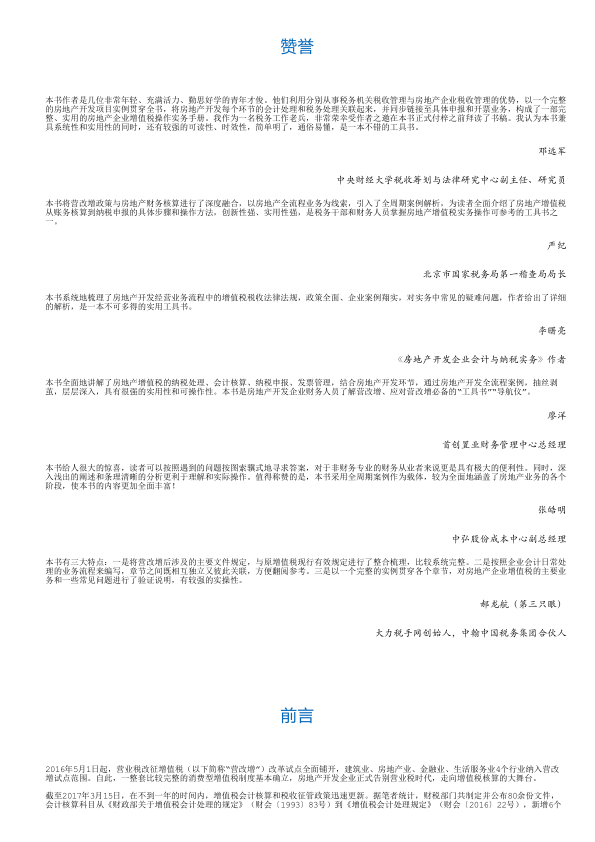 赞誉
本书作者是几位非常年轻、充满活力、勤思好学的青年才俊。他们利用分别从事税务机关税收管理与房地产企业税收管理的优势，以一个完整
的房地产开发项目实例贯穿全书，将房地产开发每个环节的会计处理和税务处理关联起来，并同步链接至具体申报和开票业务，构成了一部完
整、实用的房地产企业增值税操作实务手册。我作为一名税务工作老兵，非常荣幸受作者之邀在本书正式付梓之前拜读了书稿。我认为本书兼
具系统性和实用性的同时，还有较强的可读性、时效性，简单明了，通俗易懂，是一本不错的工具书。
邓远军
中央财经大学税收筹划与法律研究中心副主任、研究员
本书将营改增政策与房地产财务核算进行了深度融合，以房地产全流程业务为线索，引入了全周期案例解析，为读者全面介绍了房地产增值税
从账务核算到纳税申报的具体步骤和操作方法，创新性强、实用性强，是税务干部和财务人员掌握房地产增值税实务操作可参考的工具书之
一。
严纪
北京市国家税务局第一稽查局局长
本书系统地梳理了房地产开发经营业务流程中的增值税税收法律法规，政策全面、企业案例翔实，对实务中常见的疑难问题，作者给出了详细
的解析，是一本不可多得的实用工具书。
李曙亮
《房地产开发企业会计与纳税实务》作者
本书全面地讲解了房地产增值税的纳税处理、会计核算、纳税申报、发票管理，结合房地产开发环节，通过房地产开发全流程案例，抽丝剥
茧，层层深入，具有很强的实用性和可操作性。本书是房地产开发企业财务人员了解营改增、应对营改增必备的“工具书”“导航仪”。
廖洋
首创置业财务管理中心总经理
本书给人很大的惊喜，读者可以按照遇到的问题按图索骥式地寻求答案，对于非财务专业的财务从业者来说更是具有极大的便利性。同时，深
入浅出的阐述和条理清晰的分析更利于理解和实际操作。值得称赞的是，本书采用全周期案例作为载体，较为全面地涵盖了房地产业务的各个
阶段，使本书的内容更加全面丰富！
张皓明
中弘股份成本中心副总经理
本书有三大特点：一是将营改增后涉及的主要文件规定，与原增值税现行有效规定进行了整合梳理，比较系统完整。二是按照企业会计日常处
理的业务流程来编写，章节之间既相互独立又彼此关联，方便翻阅参考。三是以一个完整的实例贯穿各个章节，对房地产企业增值税的主要业
务和一些常见问题进行了验证说明，有较强的实操性。
郝龙航（第三只眼）
大力税手网创始人，中翰中国税务集团合伙人
前言
2016年5月1日起，营业税改征增值税（以下简称“营改增”）改革试点全面铺开，建筑业、房地产业、金融业、生活服务业4个行业纳入营改
增试点范围。自此，一整套比较完整的消费型增值税制度基本确立，房地产开发企业正式告别营业税时代，走向增值税核算的大舞台。
截至2017年3月15日，在不到一年的时间内，增值税会计核算和税收征管政策迅速更新。据笔者统计，财税部门共制定并公布80余份文件，
会计核算科目从《财政部关于增值税会计处理的规定》（财会〔1993〕83号）到《增值税会计处理规定》（财会〔2016〕22号），新增6个